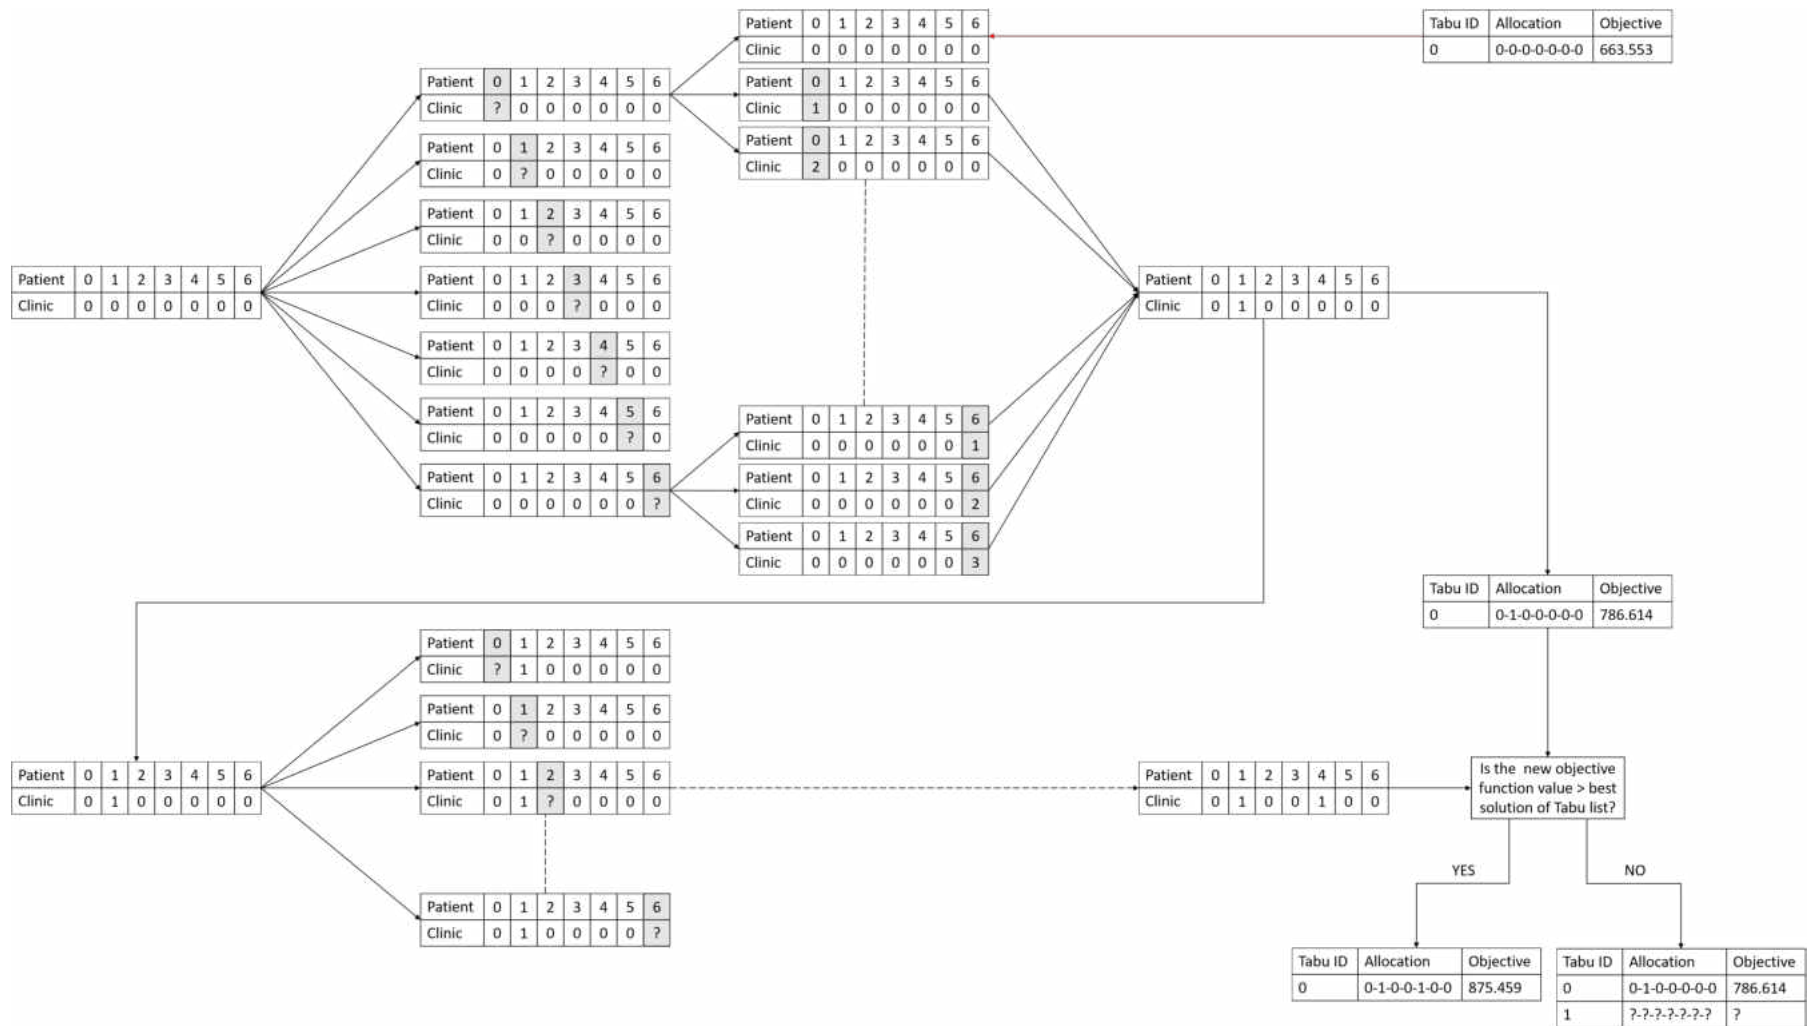 Patient 0 1 2 3 4 5 6
Clinic 0 0 0 0 0 0 0
Tabu ID Allocation Objective
0 0-0-0-0-0-0-0 663.553
Patient 0 1 2 3 4 5 6
Clinic ? 0 0 0 0 0 0
Patient 0 1 2 3 4 5 6
Clinic 1 0 0 0 0 0 0
Patient 0 1 2 3 4 5 6
Clinic 0 ? 0 0 0 0 0
Patient 0 1 2 3 4 5 6
Clinic 2 0 0 0 0 0 0
Patient 0 1 2 3 4 5 6
Clinic 0 0 ? 0 0 0 0
Patient 0 1 2 3 4 5 6
Clinic 0 0 0 0 0 0 0
Patient 0 1 2 3 4 5 6
Clinic 0 0 0 ? 0 0 0
Patient 0 1 2 3 4 5 6
Clinic 0 1 0 0 0 0 0
Patient 0 1 2 3 4 5 6
Clinic 0 0 0 0 ? 0 0
Patient 0 1 2 3 4 5 6
Clinic 0 0 0 0 0 ? 0
Patient 0 1 2 3 4 5 6
Clinic 0 0 0 0 0 0 1
Patient 0 1 2 3 4 5 6
Clinic 0 0 0 0 0 0 ?
Patient 0 1 2 3 4 5 6
Clinic 0 0 0 0 0 0 2
Patient 0 1 2 3 4 5 6
Clinic 0 0 0 0 0 0 3
Tabu ID Allocation Objective
0 0-1-0-0-0-0-0 786.614
Patient 0 1 2 3 4 5 6
Clinic ? 1 0 0 0 0 0
Patient 0 1 2 3 4 5 6
Clinic 0 ? 0 0 0 0 0
Patient 0 1 2 3 4 5 6
Clinic 0 1 0 0 0 0 0
Patient 0 1 2 3 4 5 6
Clinic 0 1 ? 0 0 0 0
Patient 0 1 2 3 4 5 6
Clinic 0 1 0 0 1 0 0
Is the new objective
function value > best
solution of Tabu list?
YES
NO
Patient 0 1 2 3 4 5 6
Clinic 0 1 0 0 0 0 ?
Tabu ID Allocation Objective
0 0-1-0-0-1-0-0 875.459
Tabu ID Allocation Objective
0 0-1-0-0-0-0-0 786.614
1 ?-?-?-?-?-?-? ?